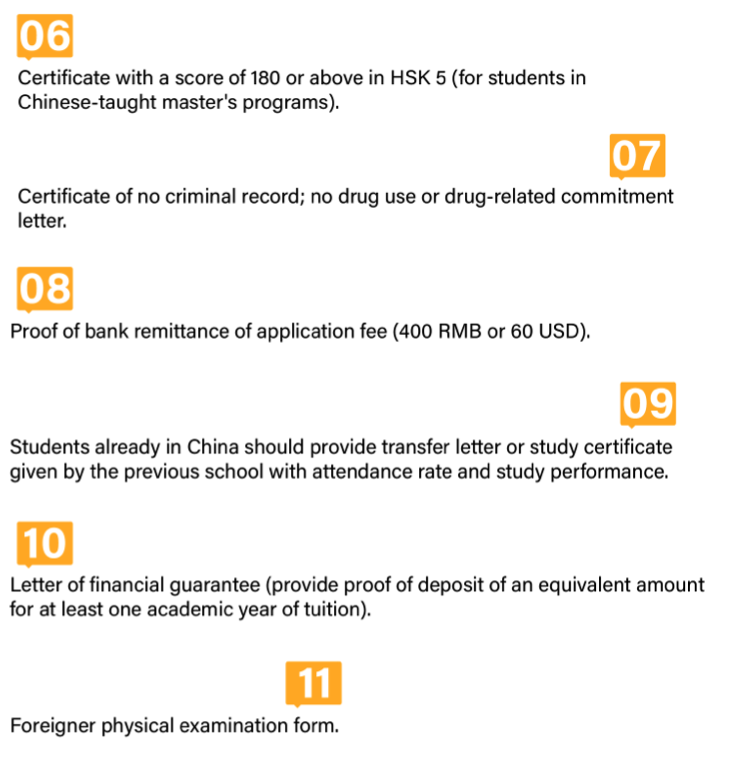 06
Certificate with a score of 180 or above in HSK 5 (for students in
Chinese-taught master's programs).
07
Certificate of no criminal record; no drug use or drug-related commitment
letter.
08
Proof of bank remittance of application fee (400 RMB or 60 USD).
09
Students already in China should provide transfer letter or study certificate
given by the previous school with attendance rate and study performance.
10
Letter of financial guarantee (provide proof of deposit of an equivalent amount
for at least one academic year of tuition).
11
Foreigner physical examination form.